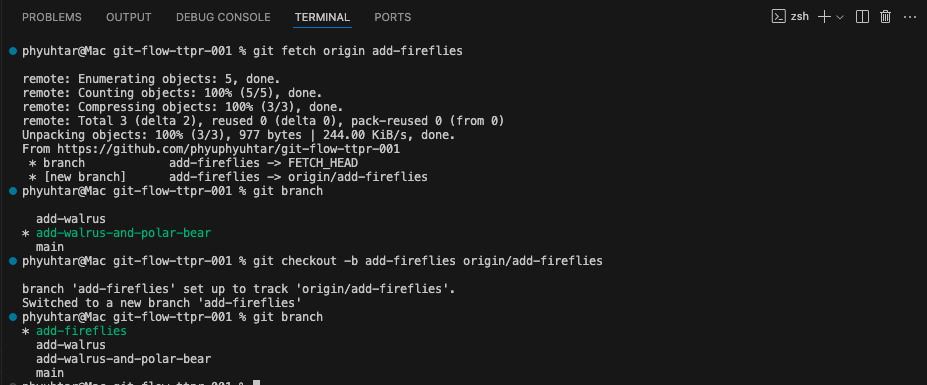 PROBLEMS OUTPUT DEBUG CONSOLE TERMINAL PORTS zsh
phyuhtar@Mac git-flow-ttpr-001 % git fetch origin add-fireflies
remote: Enumerating objects: 5, done.
remote: Counting objects: 100% (5/5), done.
remote: Compressing objects: 100% (3/3), done.
remote: Total 3 (delta 2), reused 0 (delta 0), pack-reused 0 (from 0)
Unpacking objects: 100% (3/3), 977 bytes | 244.00 KiB/s, done.
From https://github.com/phyuphyuhtar/git-flow-ttpr-001
* branch add-fireflies -> FETCH_HEAD
* [new branch] add-fireflies -> origin/add-fireflies
phyuhtar@Mac git-flow-ttpr-001 % git branch
add-walrus
* add-walrus-and-polar-bear
main
phyuhtar@Mac git-flow-ttpr-001 % git checkout -b add-fireflies origin/add-fireflies
branch 'add-fireflies' set up to track 'origin/add-fireflies'.
Switched to a new branch 'add-fireflies'
phyuhtar@Mac git-flow-ttpr-001 % git branch
* add-fireflies
add-walrus
add-walrus-and-polar-bear
main
phyuhtar@Mac git-flow-ttpr-001 %